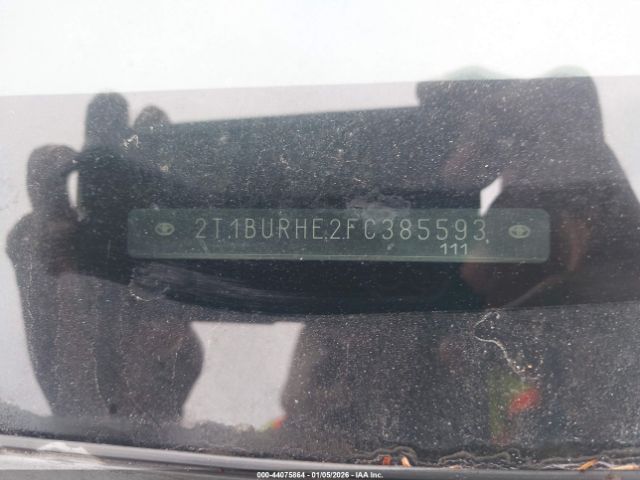 2T1BURHE2FC385593
111
000-44075864 | 01/05/2026 - © IAA Inc.